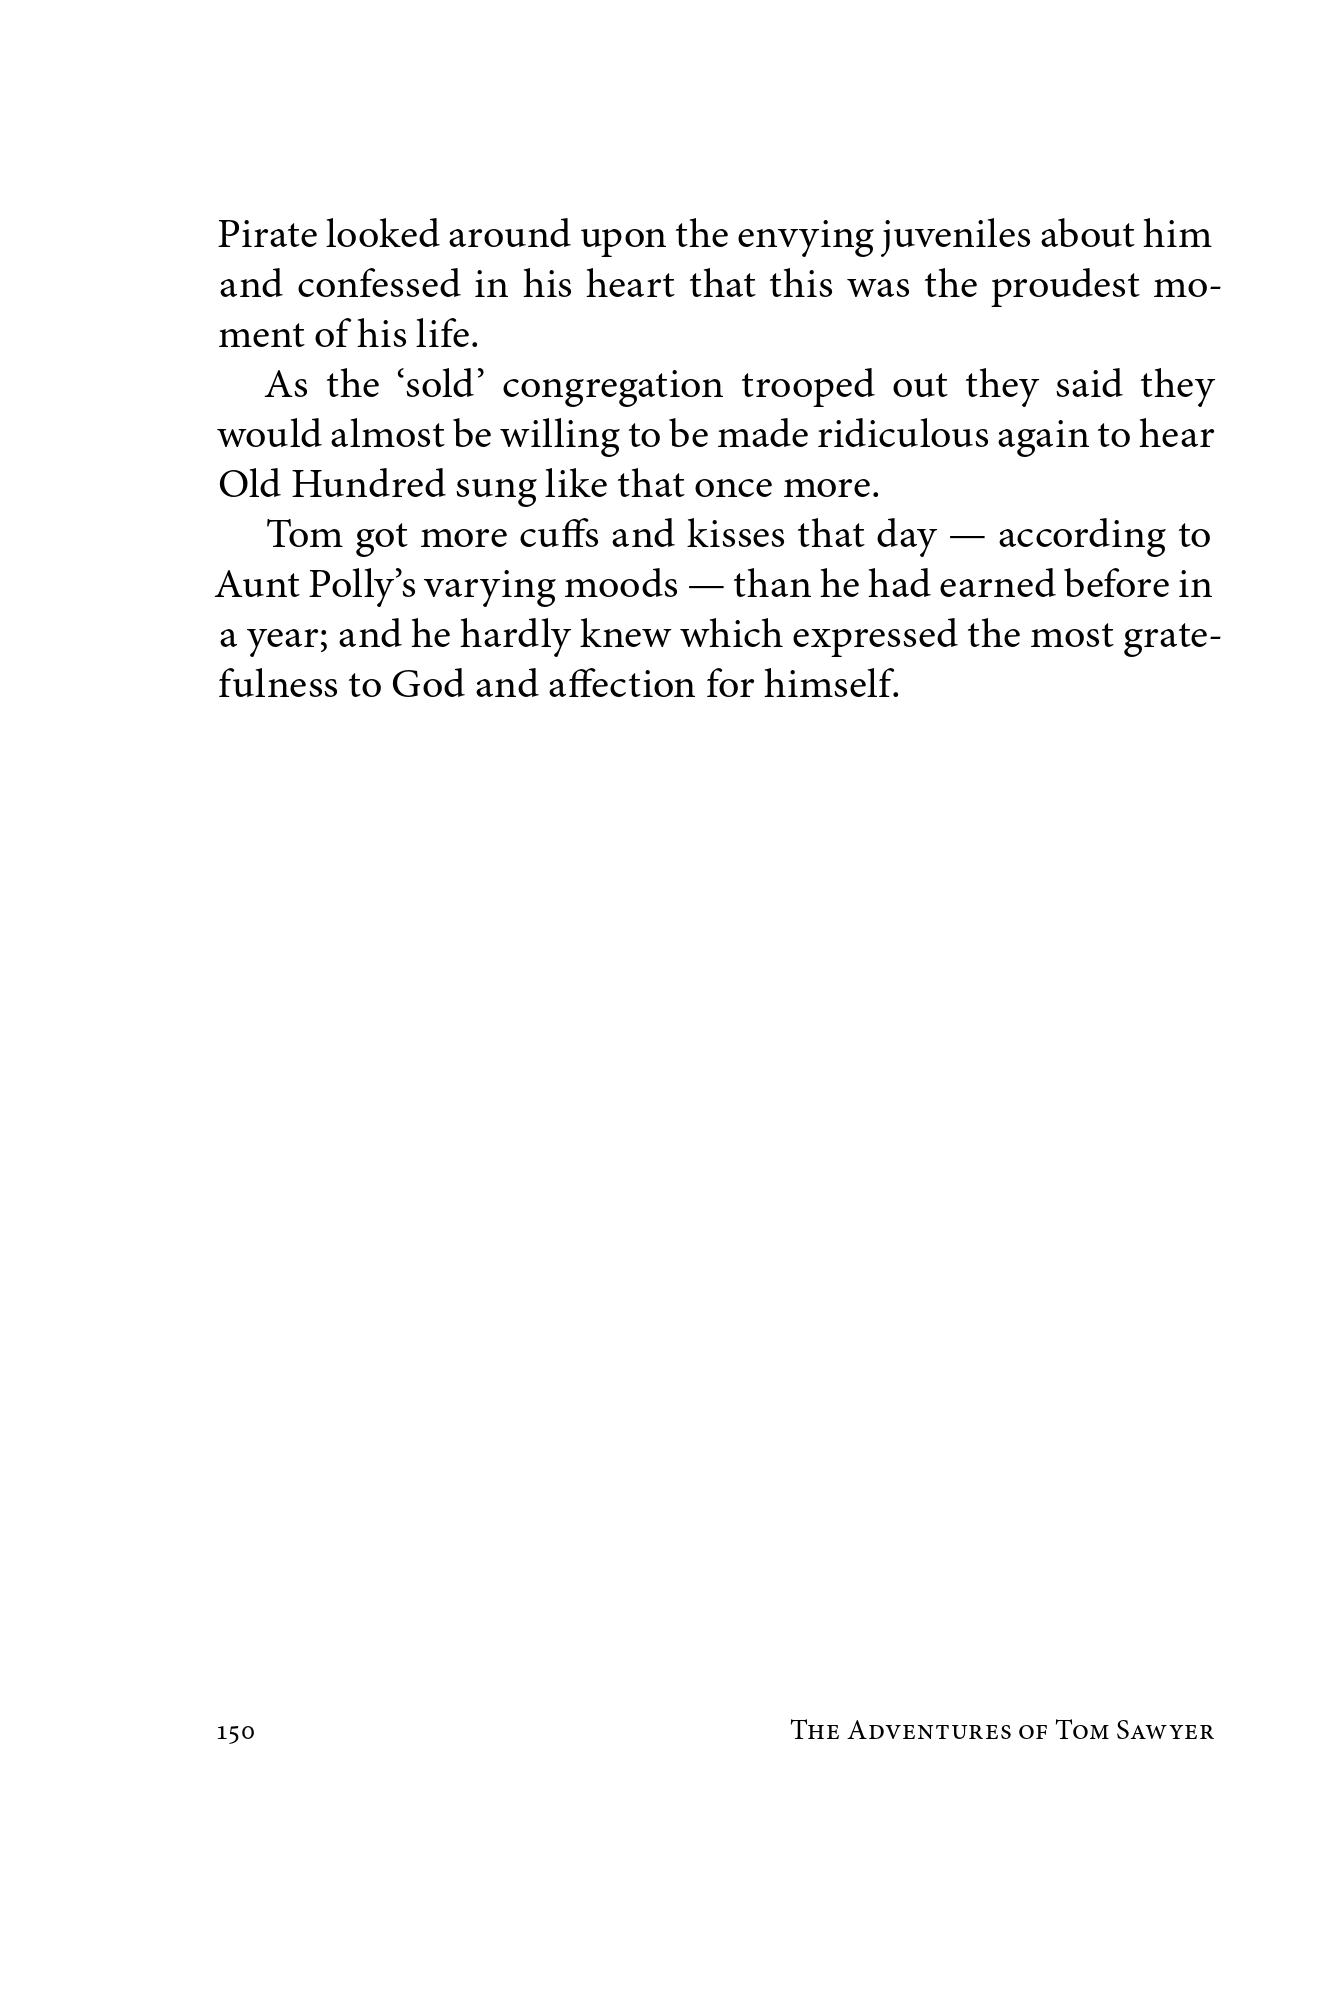 Pirate looked around upon the envying juveniles about him
and confessed in his heart that this was the proudest mo-
ment of his life.
As the ‘sold’ congregation trooped out they said they
would almost be willing to be made ridiculous again to hear
Old Hundred sung like that once more.
Tom got more cuffs and kisses that day — according to
Aunt Polly’s varying moods — than he had earned before in
a year; and he hardly knew which expressed the most grate-
fulness to God and affection for himself.
150 The Adventures of Tom Sawyer